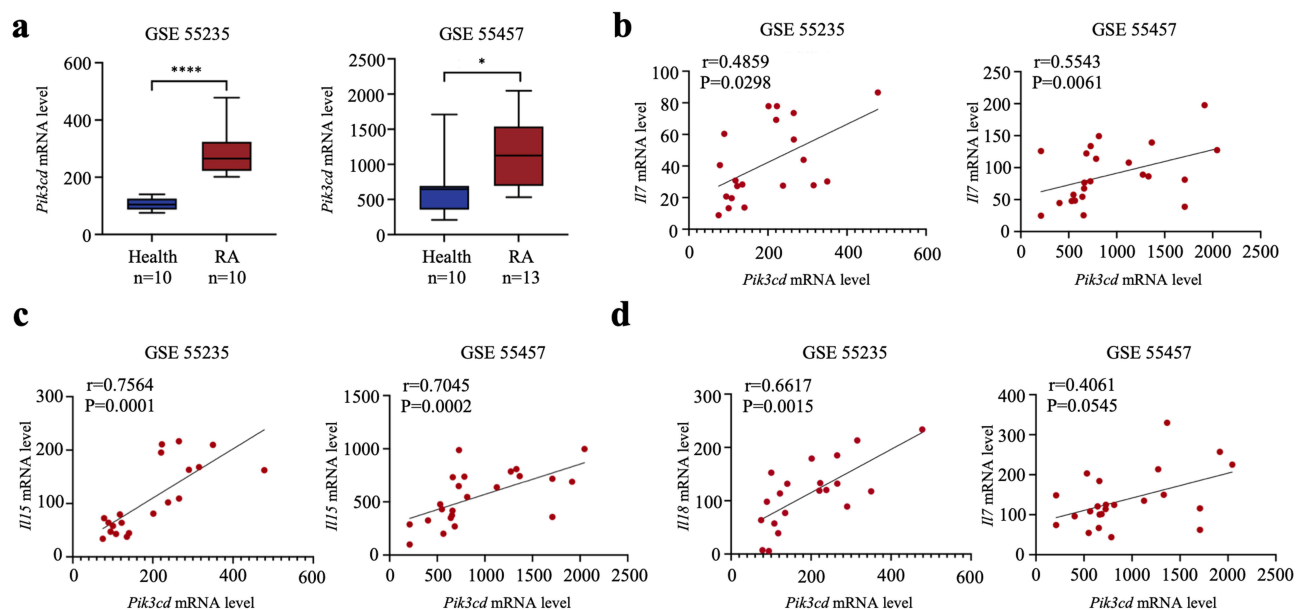 a
GSE 55235
Pik3cd mRNA level
600
400
200
0
****
Health
n=10
RA
n=10
GSE 55457
Pik3cd mRNA level
2500
2000
1500
1000
500
0
*
Health
n=10
RA
n=13
b
GSE 55235
r=0.4859
P=0.0298
Il7 mRNA level
100
80
60
40
20
0
0 200 400 600
Pik3cd mRNA level
GSE 55457
r=0.5543
P=0.0061
Il7 mRNA level
250
200
150
100
50
0
0 500 1000 1500 2000 2500
Pik3cd mRNA level
c
GSE 55235
r=0.7564
P=0.0001
Il15 mRNA level
300
200
100
0
0 200 400 600
Pik3cd mRNA level
GSE 55457
r=0.7045
P=0.0002
Il15 mRNA level
1500
1000
500
0
0 500 1000 1500 2000 2500
Pik3cd mRNA level
d
GSE 55235
r=0.6617
P=0.0015
Il18 mRNA level
300
200
100
0
0 200 400 600
Pik3cd mRNA level
GSE 55457
r=0.4061
P=0.0545
Il7 mRNA level
400
300
200
100
0
0 500 1000 1500 2000 2500
Pik3cd mRNA level